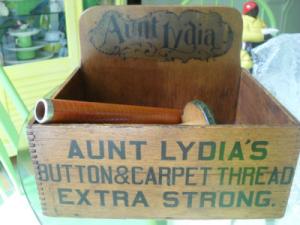 Aunt Lydia
AUNT LYDIA'S
BUTTON&CARPET THREAD
EXTRA STRONG.